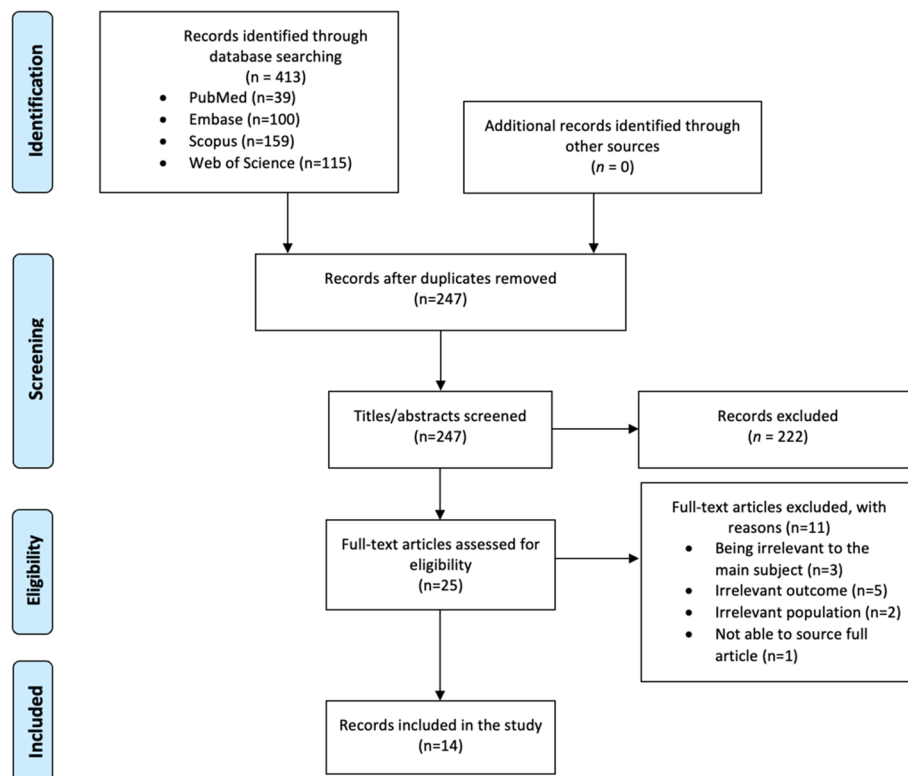 Identification
Records identified through
database searching
(n = 413)
• PubMed (n=39)
• Embase (n=100)
• Scopus (n=159)
• Web of Science (n=115)
Additional records identified through
other sources
(n = 0)
Screening
Records after duplicates removed
(n=247)
Titles/abstracts screened
(n=247)
Records excluded
(n = 222)
Eligibility
Full-text articles assessed for
eligibility
(n=25)
Full-text articles excluded, with
reasons (n=11)
• Being irrelevant to the
main subject (n=3)
• Irrelevant outcome (n=5)
• Irrelevant population (n=2)
• Not able to source full
article (n=1)
Included
Records included in the study
(n=14)